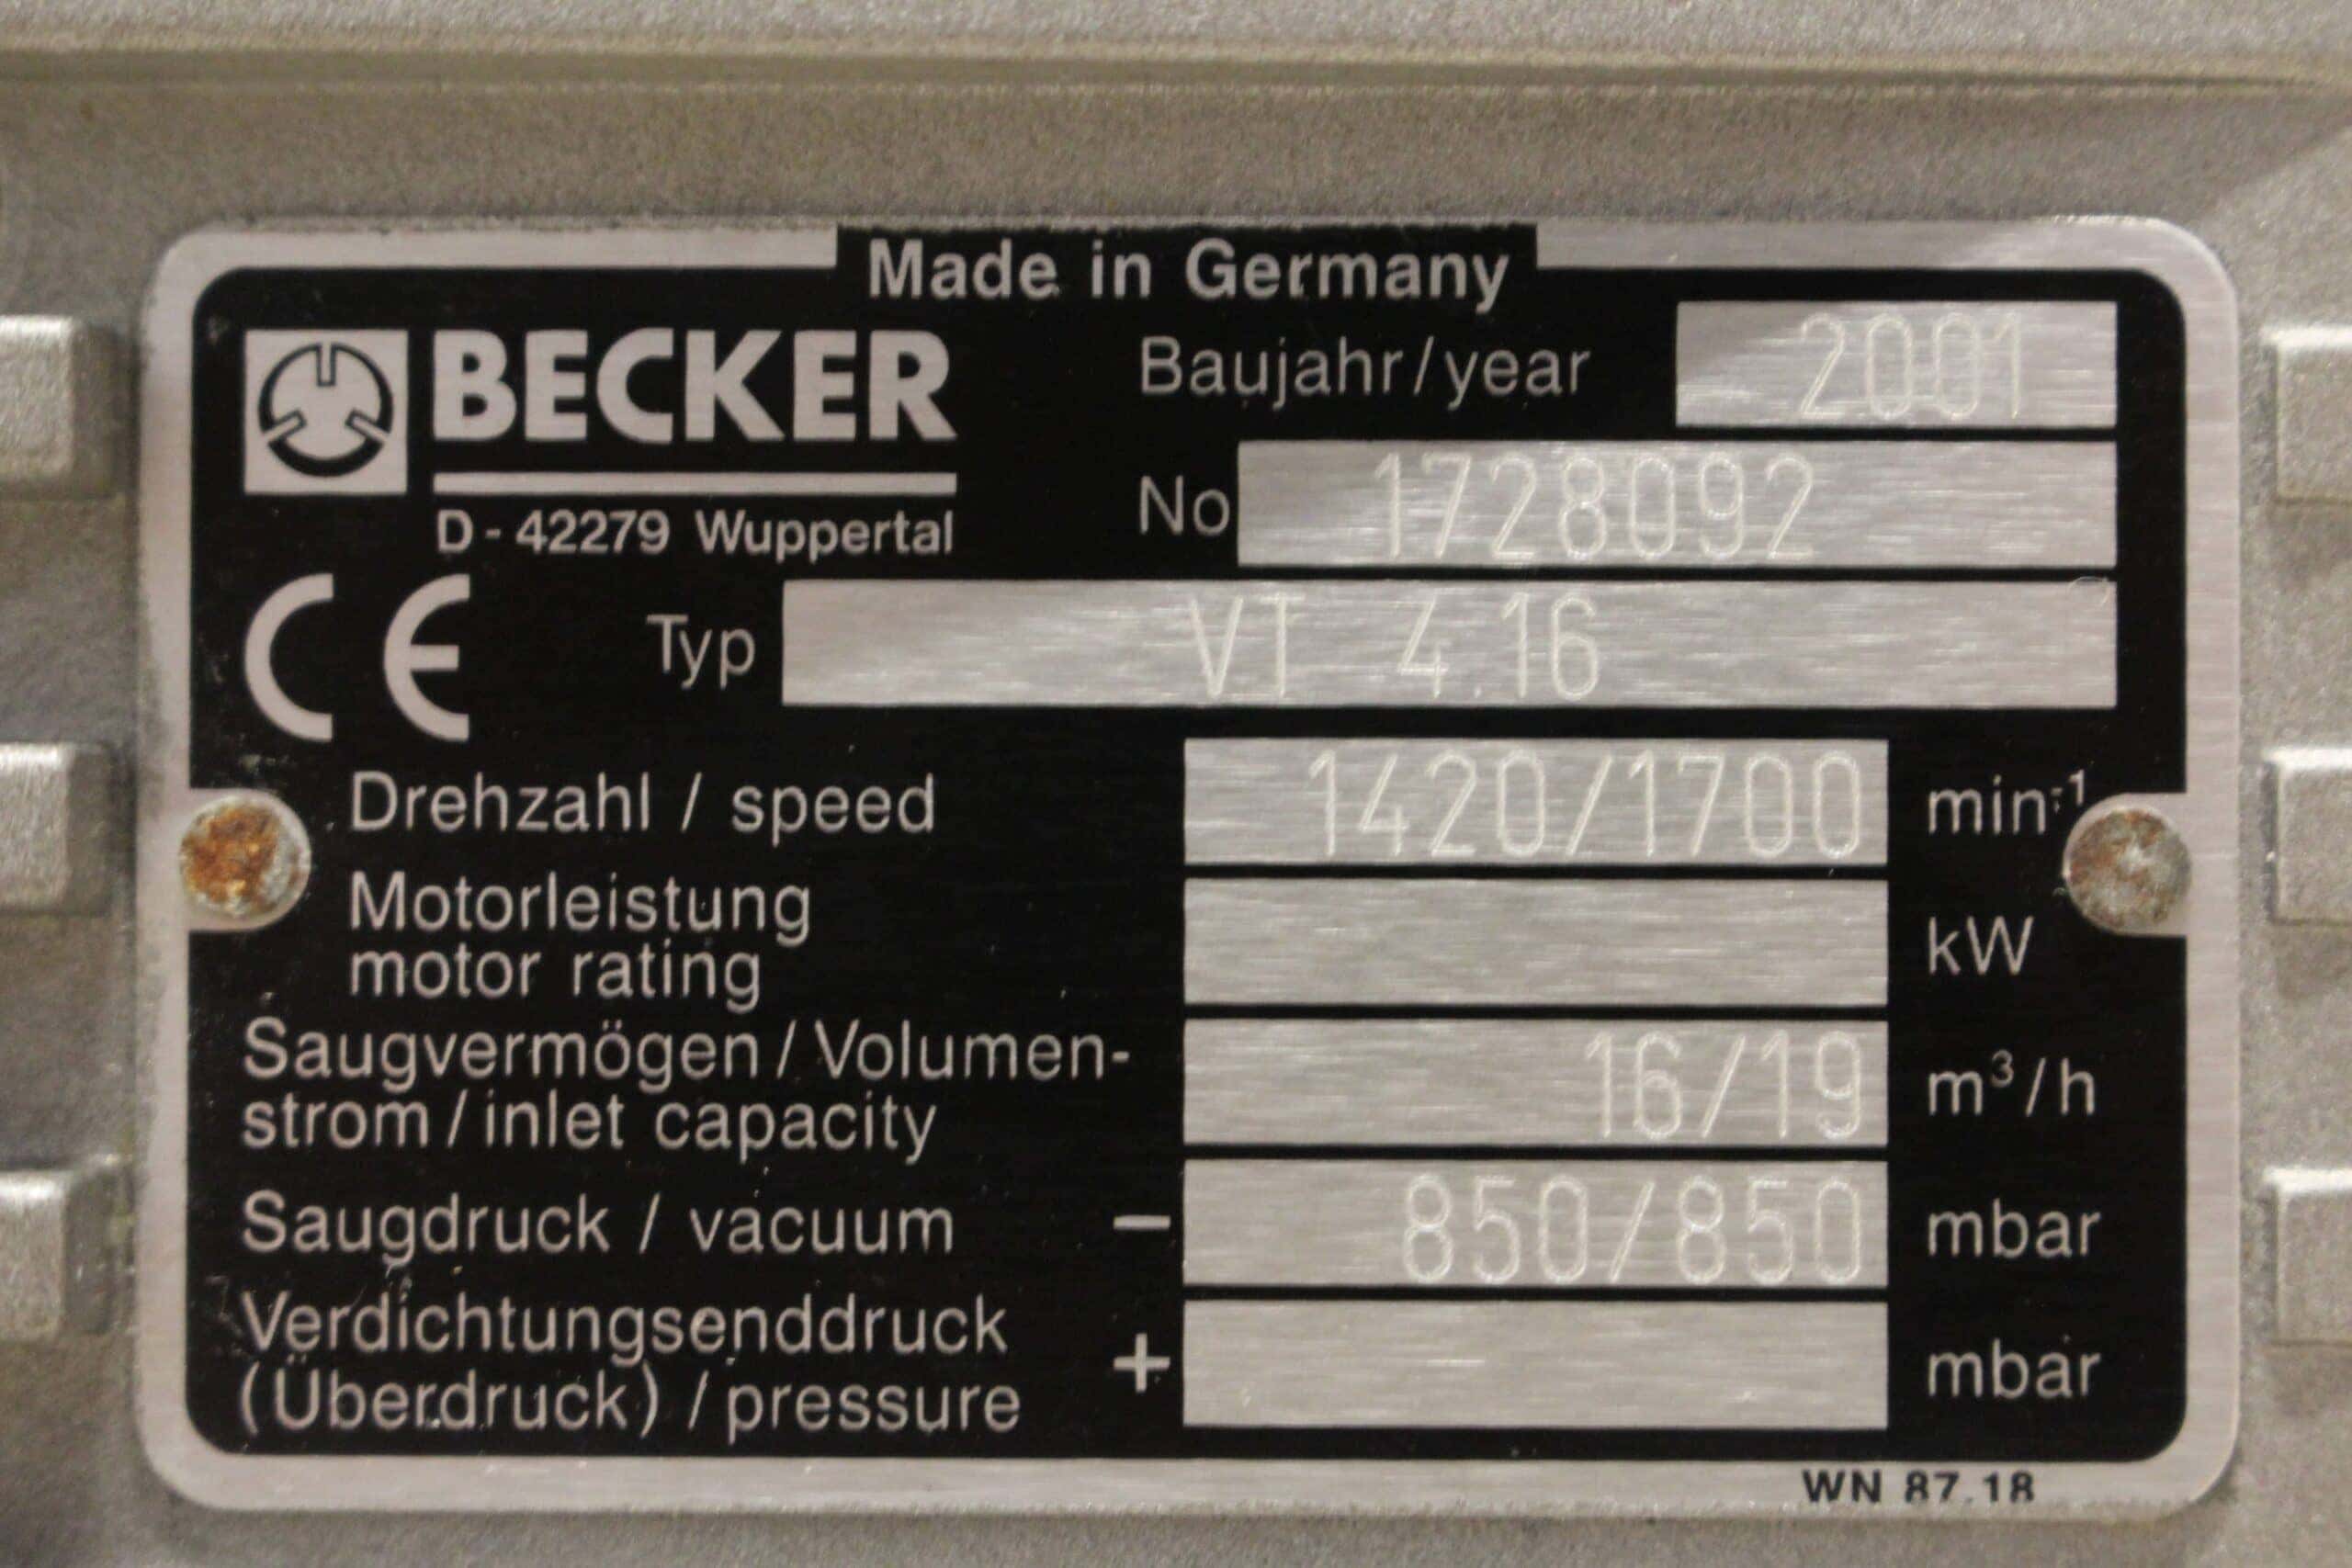 Made in Germany
BECKER
Baujahr/year 2001
D-42279 Wuppertal
No 1728092
CE Typ VT 4.16
Drehzahl / speed 1420/1700 min⁻¹
Motorleistung
motor rating kW
Saugvermögen/Volumen-
strom/inlet capacity 16/19 m³/h
Saugdruck / vacuum − 850/850 mbar
Verdichtungsenddruck
(Überdruck) / pressure + mbar
WN 87.18